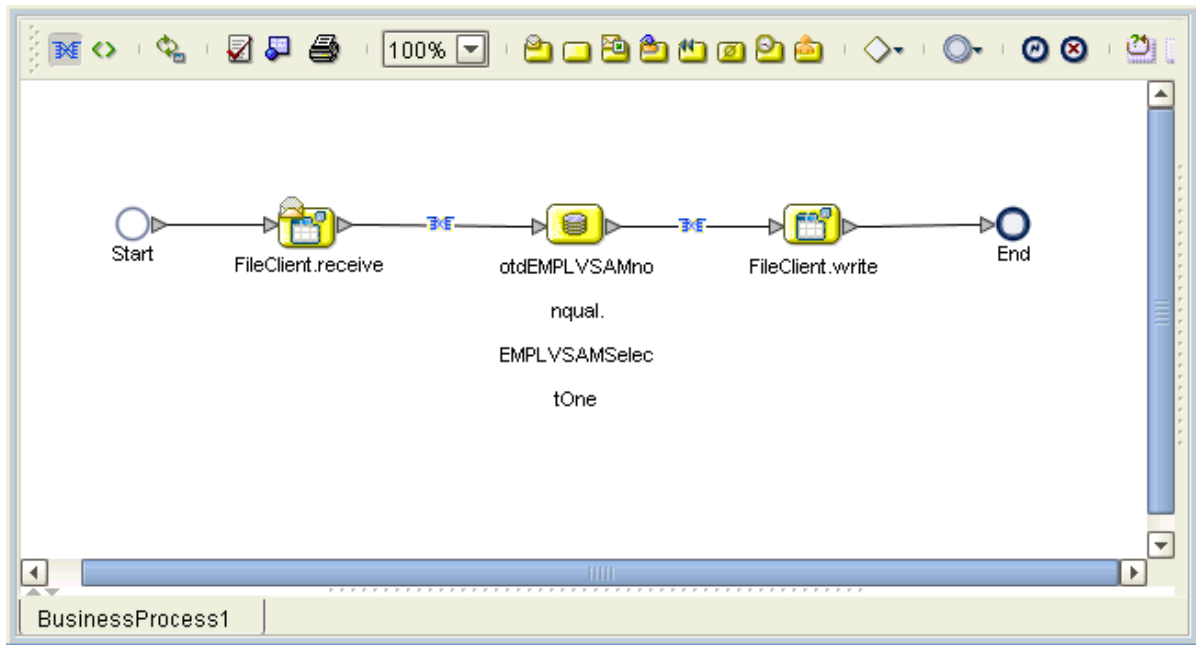 100%
Start
FileClient.receive
otdEMPLVSAMno
nqual.
EMPLVSAMSelec
tOne
FileClient.write
End
BusinessProcess1